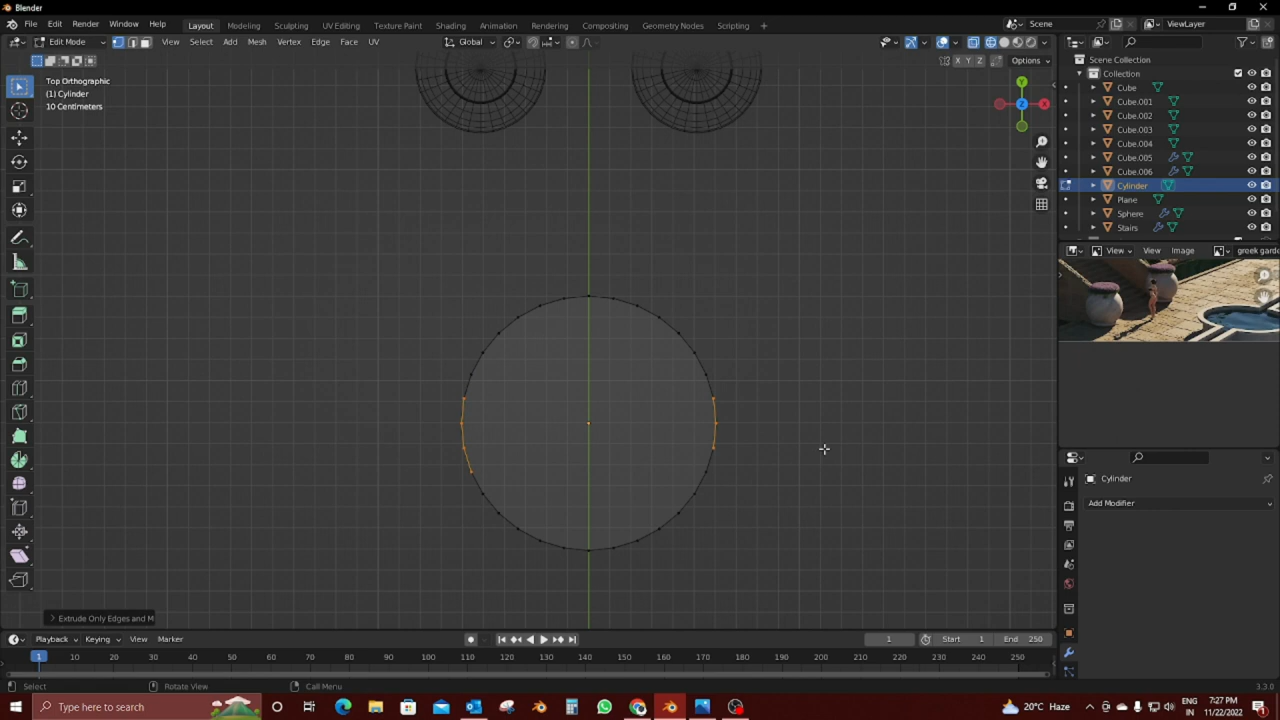 Blender
File Edit Render Window Help Layout Modeling Sculpting UV Editing Texture Paint Shading Animation Rendering Compositing Geometry Nodes Scripting Scene ViewLayer
Edit Mode View Select Add Mesh Vertex Edge Face UV Global
X Y Z Options
Top Orthographic
(1) Cylinder
10 Centimeters
Y
Z X
Scene Collection
Collection
Cube
Cube.001
Cube.002
Cube.003
Cube.004
Cube.005
Cube.006
Cylinder
Plane
Sphere
Stairs
View View Image greek garde
Cylinder
Add Modifier
Extrude Only Edges and M
Playback Keying View Marker 1 Start 1 End 250
1 10 20 30 40 50 60 70 80 90 100 110 120 130 140 150 160 170 180 190 200 210 220 230 240 250
Select Rotate View Call Menu 3.3.0
Type here to search 20°C Haze ENG IN 7:27 PM 11/22/2022